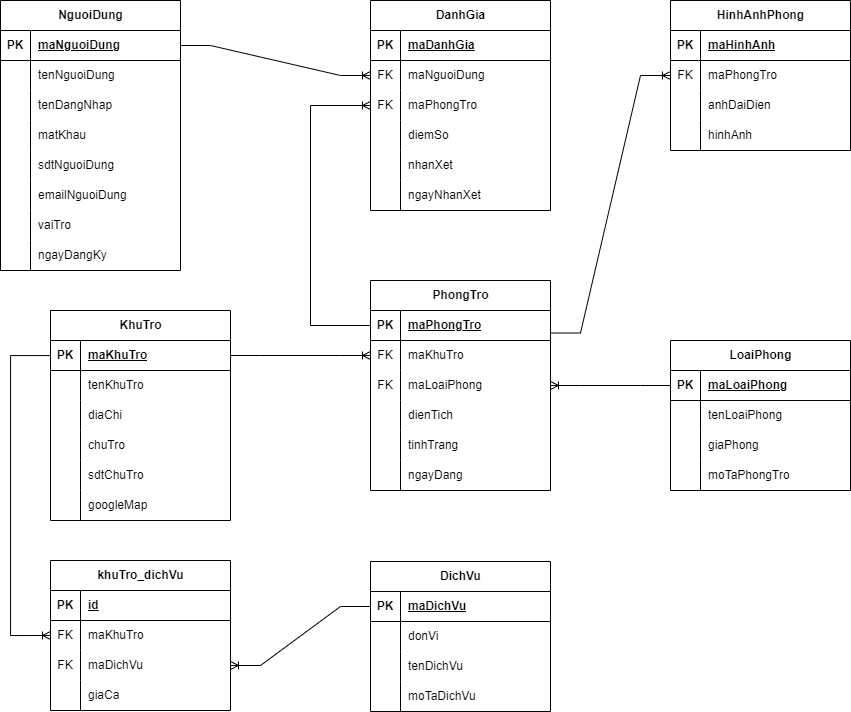 NguoiDung
PK maNguoiDung
tenNguoiDung
tenDangNhap
matKhau
sdtNguoiDung
emailNguoiDung
vaiTro
ngayDangKy
DanhGia
PK maDanhGia
FK maNguoiDung
FK maPhongTro
diemSo
nhanXet
ngayNhanXet
HinhAnhPhong
PK maHinhAnh
FK maPhongTro
anhDaiDien
hinhAnh
KhuTro
PK maKhuTro
tenKhuTro
diaChi
chuTro
sdtChuTro
googleMap
PhongTro
PK maPhongTro
FK maKhuTro
FK maLoaiPhong
dienTich
tinhTrang
ngayDang
LoaiPhong
PK maLoaiPhong
tenLoaiPhong
giaPhong
moTaPhongTro
khuTro_dichVu
PK id
FK maKhuTro
FK maDichVu
giaCa
DichVu
PK maDichVu
donVi
tenDichVu
moTaDichVu